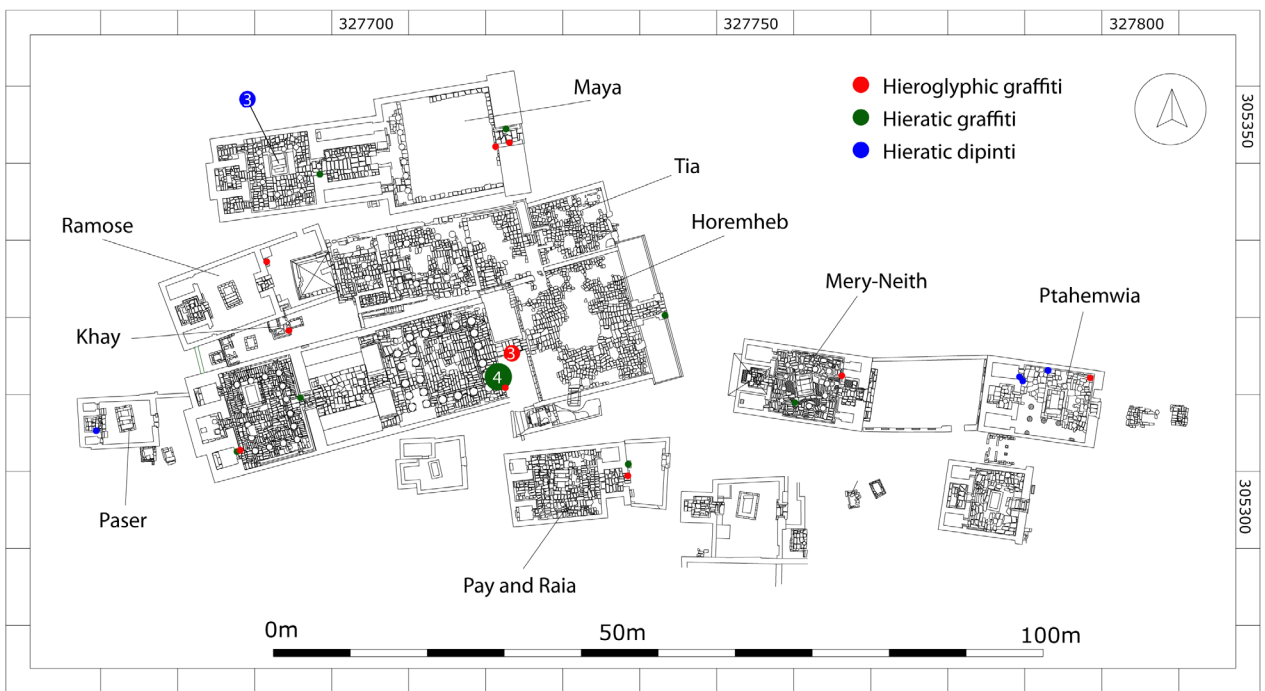 327700
327750
327800
3
Maya
Hieroglyphic graffiti
Hieratic graffiti
Hieratic dipinti
305350
Tia
Ramose
Horemheb
Mery-Neith
Ptahemwia
Khay
3
4
Paser
305300
Pay and Raia
0m 50m 100m